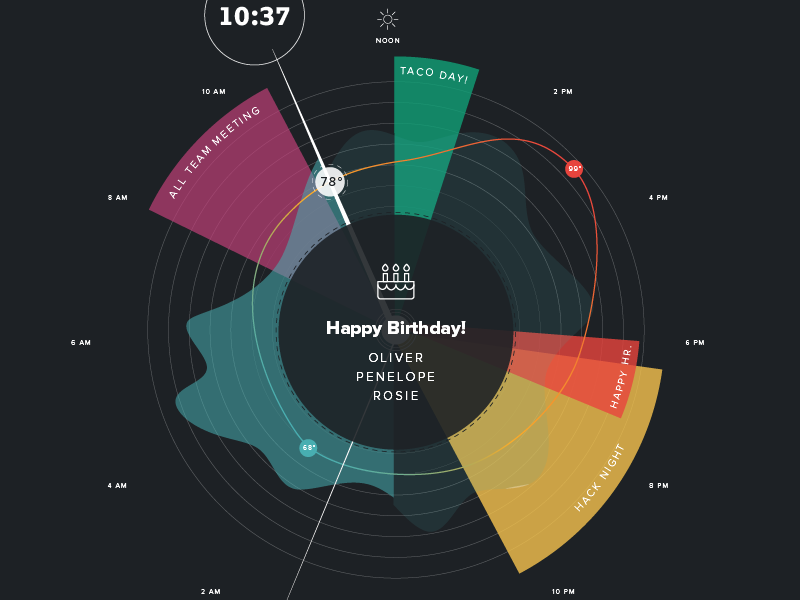 10:37
NOON
TACO DAY!
10 AM
2 PM
ALL TEAM MEETING
99°
78°
8 AM
4 PM
Happy Birthday!
OLIVER
PENELOPE
ROSIE
6 AM
6 PM
HAPPY HR.
68°
HACK NIGHT
4 AM
8 PM
2 AM
10 PM